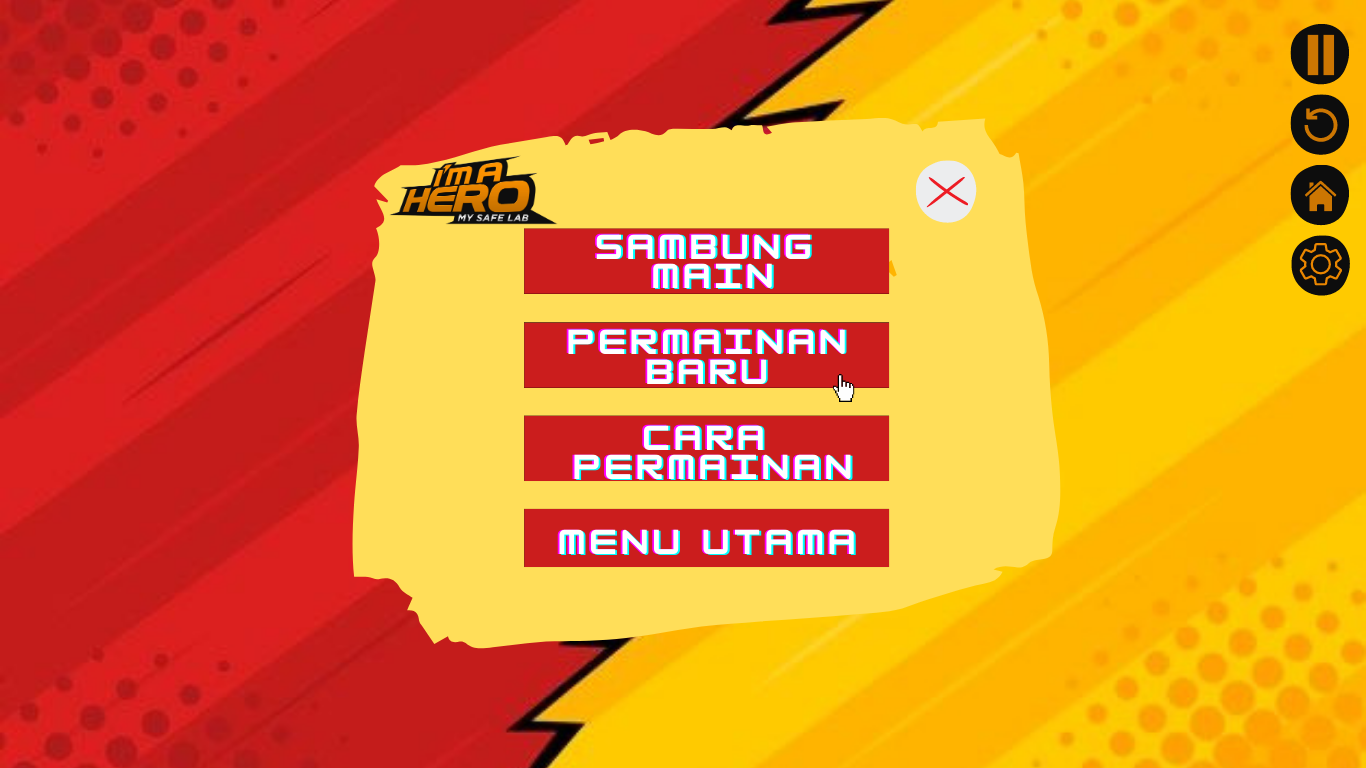 I'M A
HERO
MY SAFE LAB
SAMBUNG
MAIN
PERMAINAN
BARU
CARA
PERMAINAN
MENU UTAMA